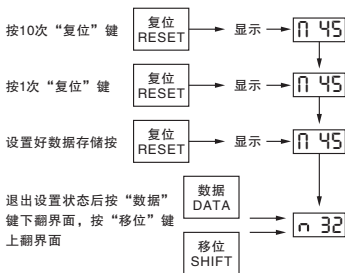 按10次“复位”键 复位 RESET 显示 n 45
按1次“复位”键 复位 RESET n 45
设置好数据存储按 复位 RESET 显示 n 45
退出设置状态后按“数据”
键下翻界面，按“移位”键
上翻界面
数据
DATA
移位
SHIFT
n 32